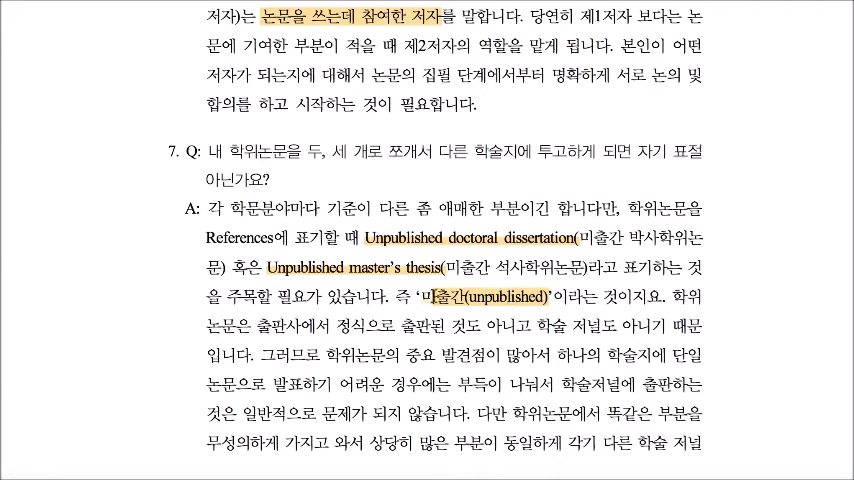 저자)는 논문을 쓰는데 참여한 저자를 말합니다. 당연히 제1저자 보다는 논
문에 기여한 부분이 적을 때 제2저자의 역할을 맡게 됩니다. 본인이 어떤
저자가 되는지에 대해서 논문의 집필 단계에서부터 명확하게 서로 논의 및
합의를 하고 시작하는 것이 필요합니다.
7. Q: 내 학위논문을 두, 세 개로 쪼개서 다른 학술지에 투고하게 되면 자기 표절
아닌가요?
A: 각 학문분야마다 기준이 다른 좀 애매한 부분이긴 합니다만, 학위논문을
References에 표기할 때 Unpublished doctoral dissertation(미출간 박사학위논
문) 혹은 Unpublished master's thesis(미출간 석사학위논문)라고 표기하는 것
을 주목할 필요가 있습니다. 즉 '미출간(unpublished)'이라는 것이지요. 학위
논문은 출판사에서 정식으로 출판된 것도 아니고 학술 저널도 아니기 때문
입니다. 그러므로 학위논문의 중요 발견점이 많아서 하나의 학술지에 단일
논문으로 발표하기 어려운 경우에는 부득이 나눠서 학술저널에 출판하는
것은 일반적으로 문제가 되지 않습니다. 다만 학위논문에서 똑같은 부분을
무성의하게 가지고 와서 상당히 많은 부분이 동일하게 각기 다른 학술 저널